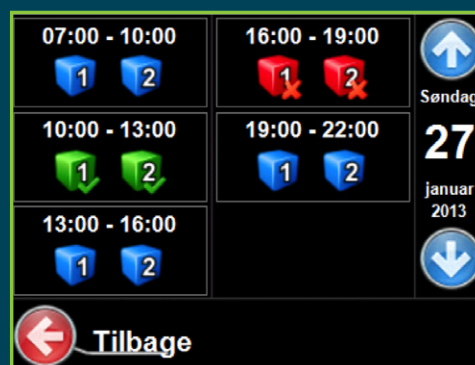 07:00 - 10:00
1 2
10:00 - 13:00
1 2
13:00 - 16:00
1 2
16:00 - 19:00
1 2
19:00 - 22:00
1 2
Søndag
27
januar
2013
Tilbage